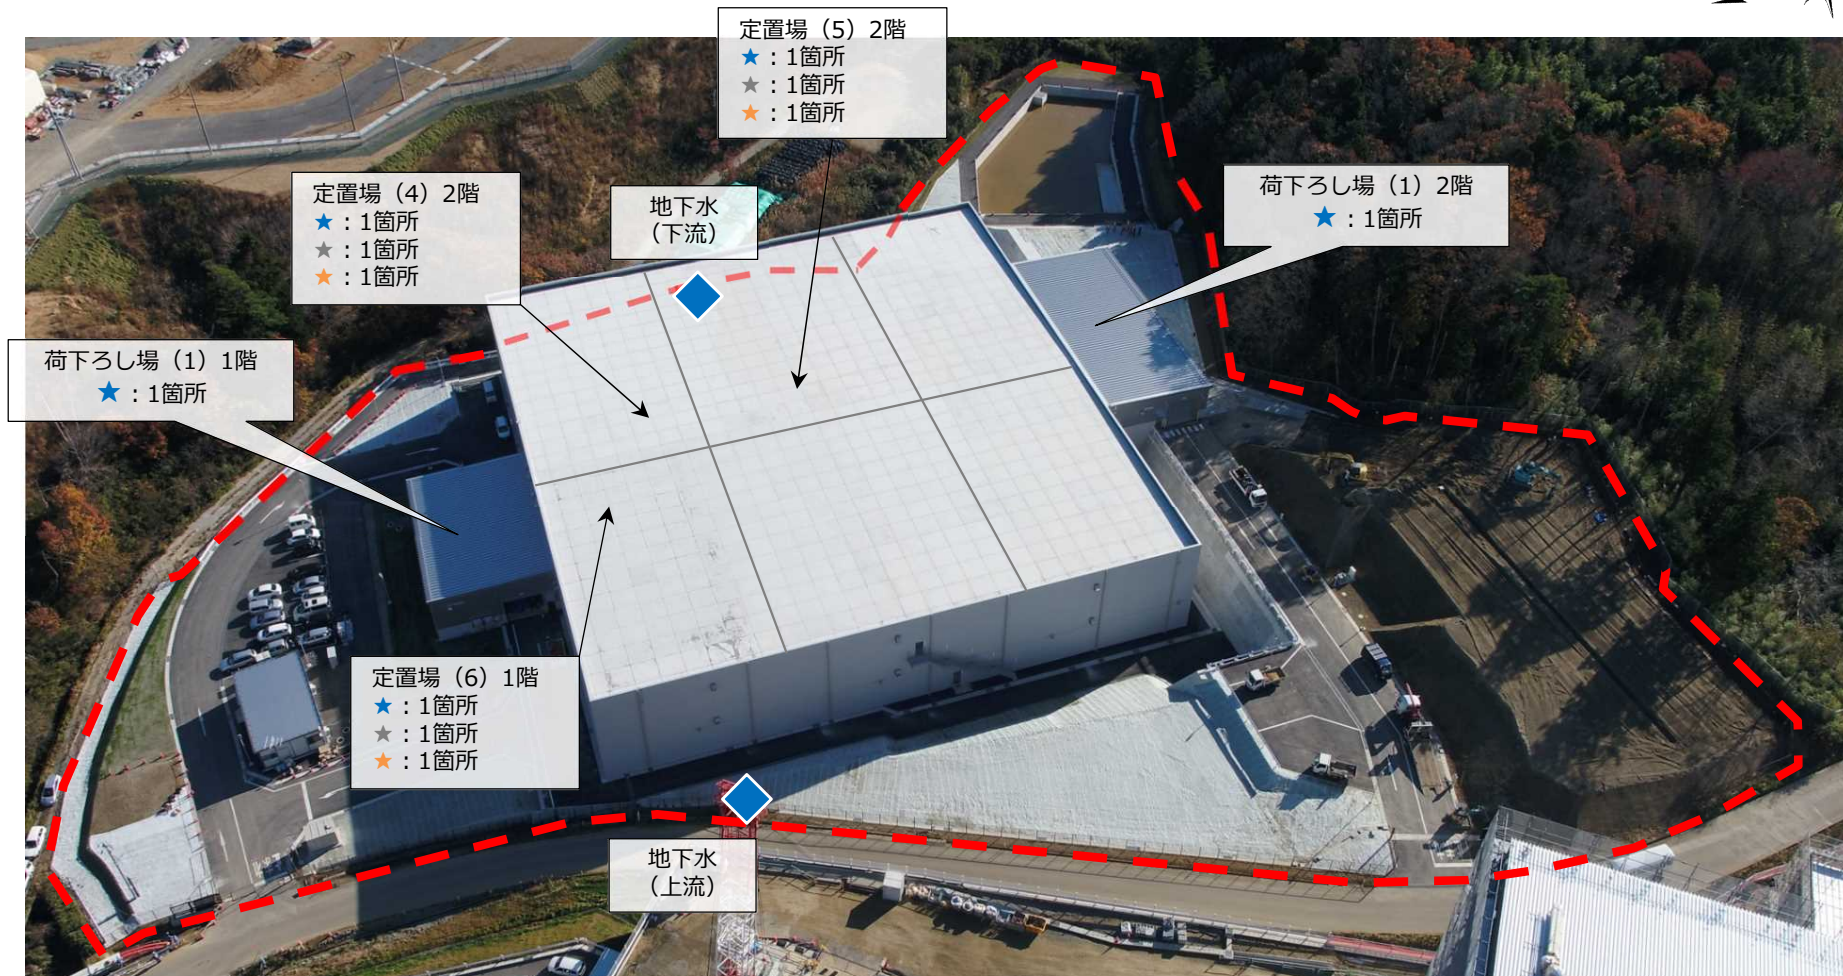 定置場（5）2階
★：1箇所
★：1箇所
★：1箇所
定置場（4）2階
★：1箇所
★：1箇所
★：1箇所
地下水
（下流）
荷下ろし場（1）2階
★：1箇所
荷下ろし場（1）1階
★：1箇所
定置場（6）1階
★：1箇所
★：1箇所
★：1箇所
地下水
（上流）